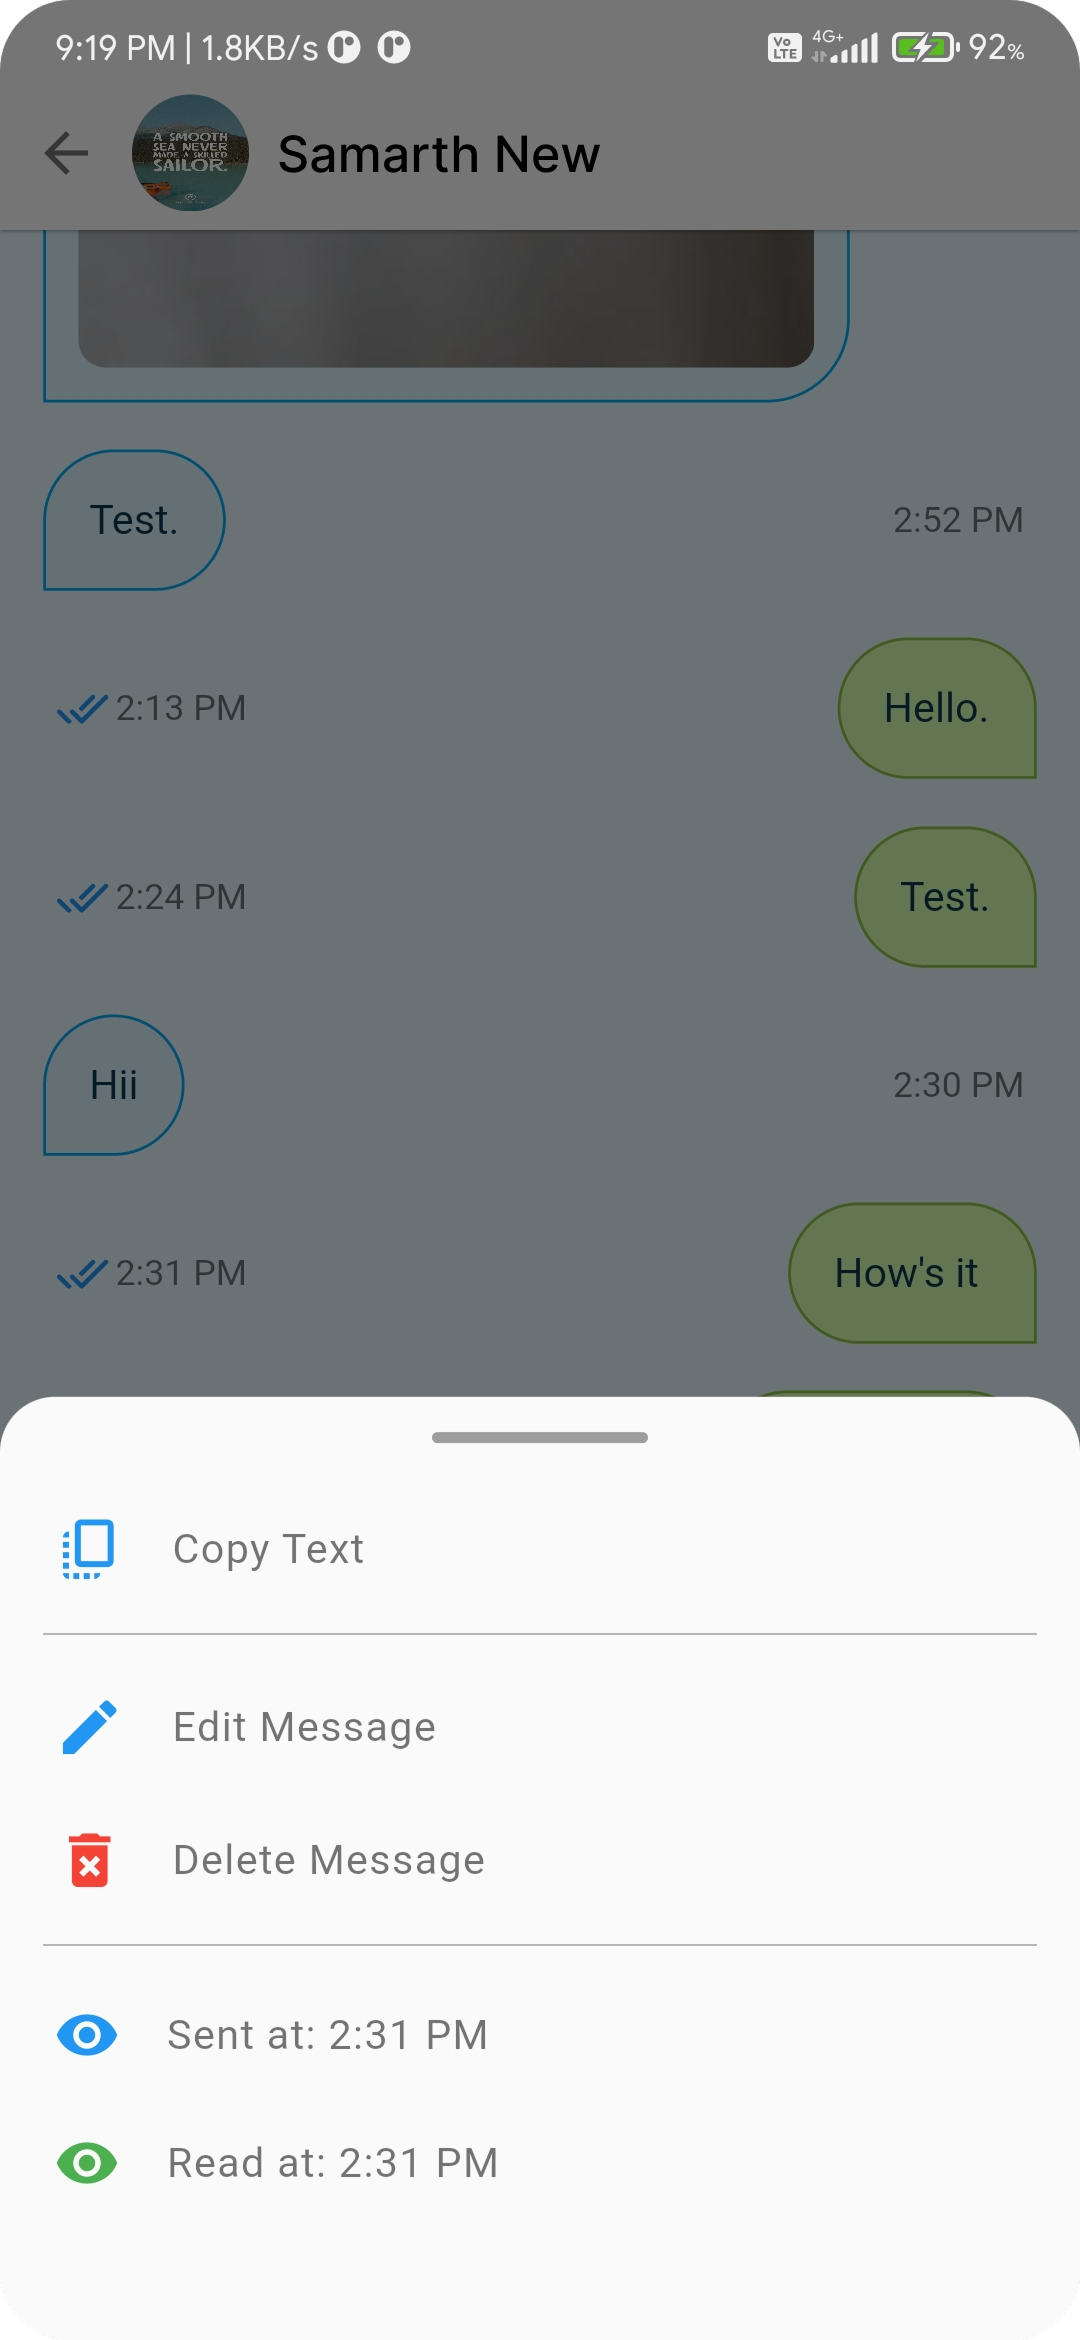 9:19 PM | 1.8KB/s Vo LTE 4G+ 92%
A SMOOTH
SEA NEVER
MADE A SKILLED
SAILOR.
Samarth New
Test. 2:52 PM
2:13 PM Hello.
2:24 PM Test.
Hii 2:30 PM
2:31 PM How's it
Copy Text
Edit Message
Delete Message
Sent at: 2:31 PM
Read at: 2:31 PM